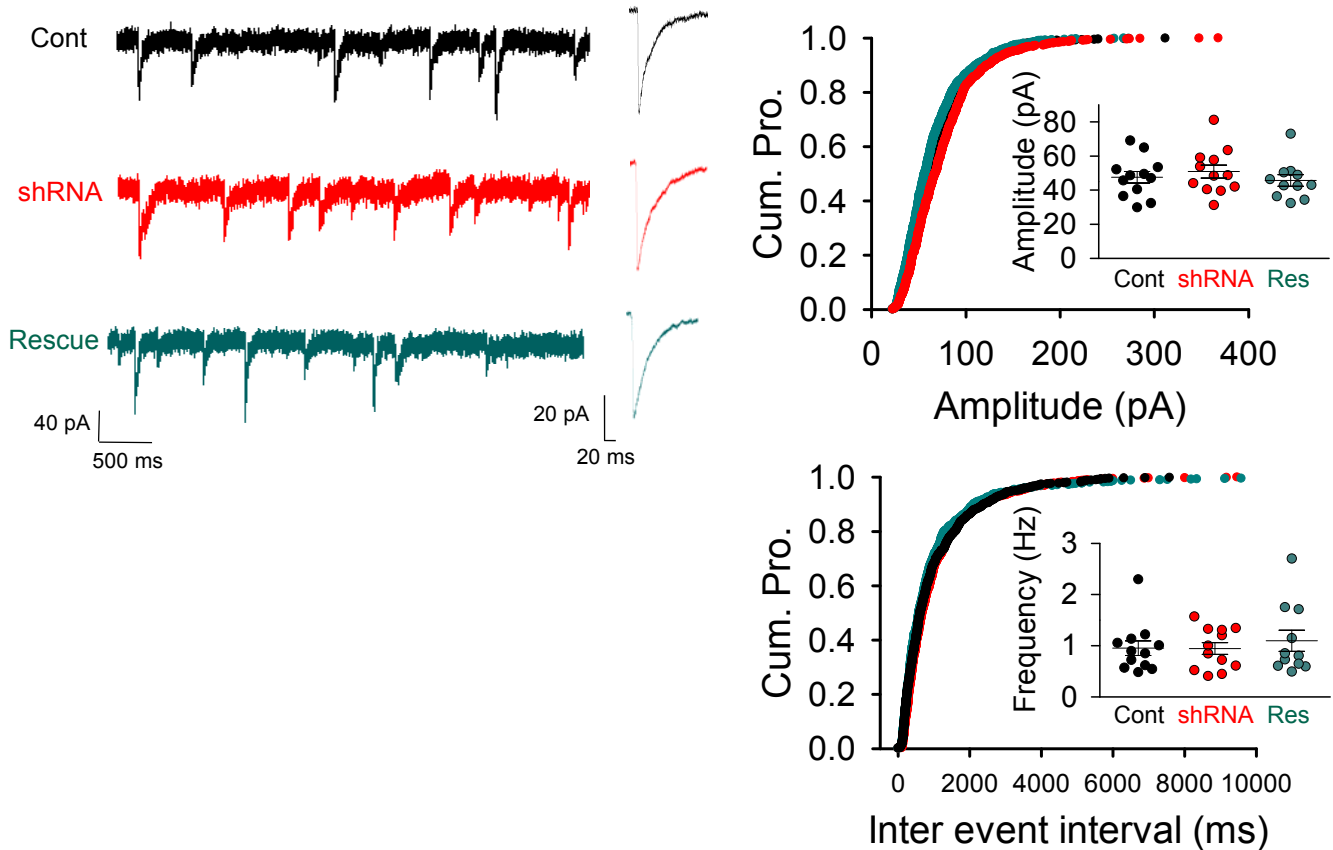 Cont
shRNA
Rescue
40 pA
500 ms
20 pA
20 ms
Cum. Pro.
1.0
0.8
0.6
0.4
0.2
0.0
0 100 200 300 400
Amplitude (pA)
Amplitude (pA)
80
60
40
20
0
Cont shRNA Res
Cum. Pro.
1.0
0.8
0.6
0.4
0.2
0.0
0 2000 4000 6000 8000 10000
Inter event interval (ms)
Frequency (Hz)
3
2
1
0
Cont shRNA Res